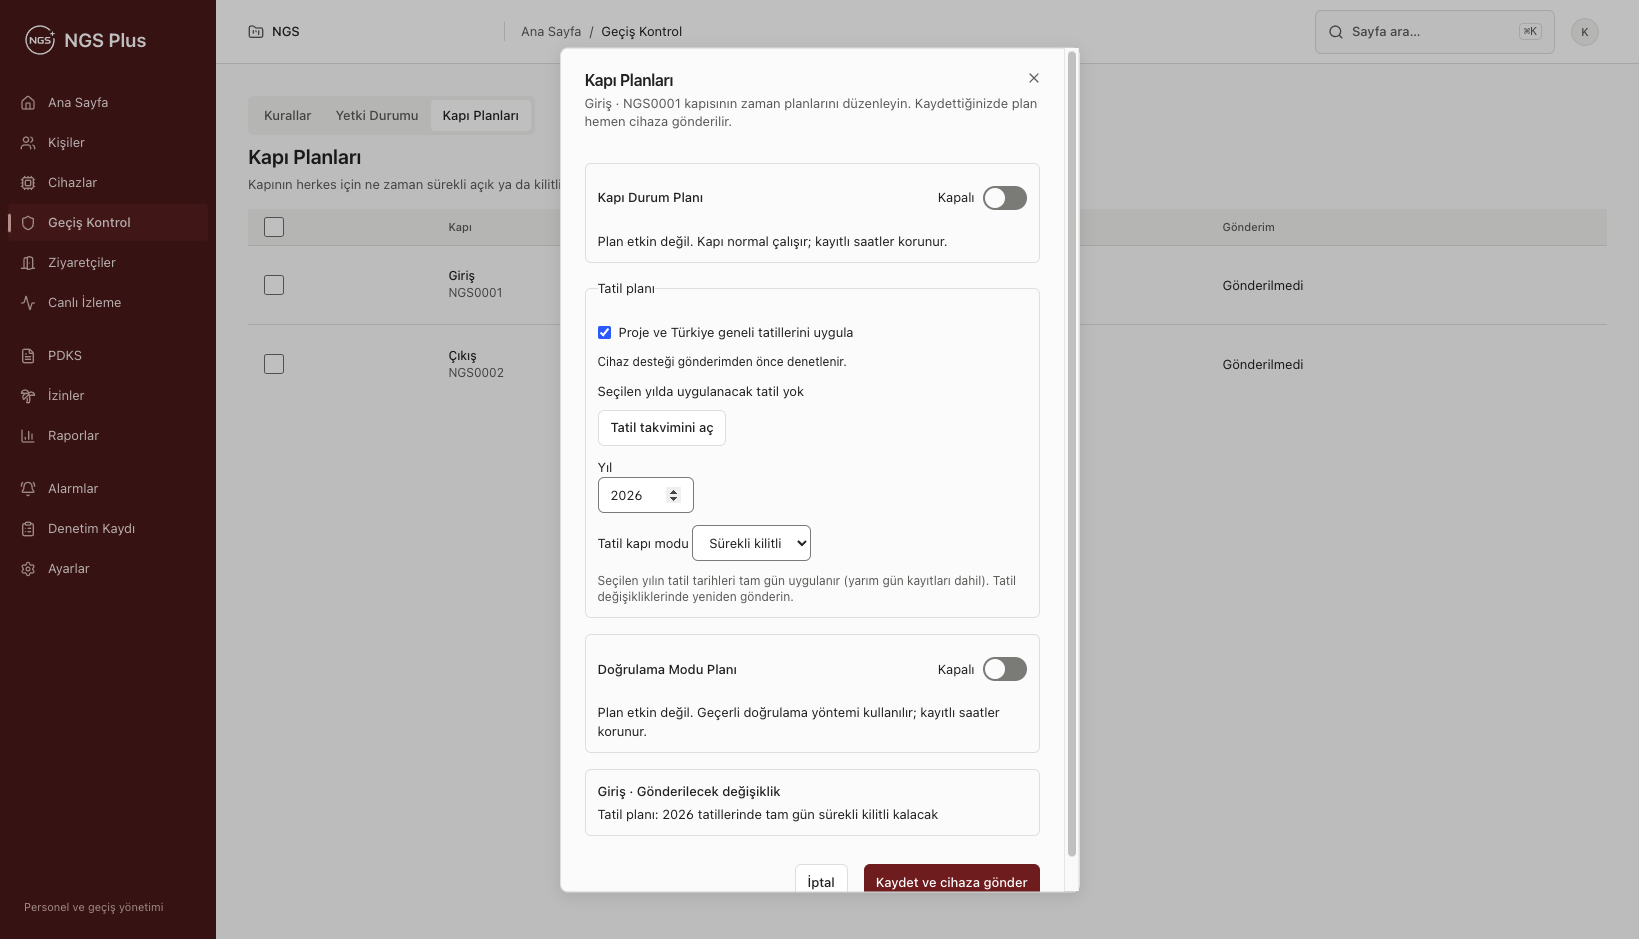 NGS
NGS Plus
Ana Sayfa
Kişiler
Cihazlar
Geçiş Kontrol
Ziyaretçiler
Canlı İzleme
PDKS
İzinler
Raporlar
Alarmlar
Denetim Kaydı
Ayarlar
Personel ve geçiş yönetimi
NGS
Ana Sayfa / Geçiş Kontrol
Sayfa ara...
⌘K
K
Kurallar
Yetki Durumu
Kapı Planları
Kapı Planları
Kapının herkes için ne zaman sürekli açık ya da kilitli
Kapı
Gönderim
Giriş
NGS0001
Gönderilmedi
Çıkış
NGS0002
Gönderilmedi
Kapı Planları
Giriş · NGS0001 kapısının zaman planlarını düzenleyin. Kaydettiğinizde plan
hemen cihaza gönderilir.
Kapı Durum Planı
Kapalı
Plan etkin değil. Kapı normal çalışır; kayıtlı saatler korunur.
Tatil planı
Proje ve Türkiye geneli tatillerini uygula
Cihaz desteği gönderimden önce denetlenir.
Seçilen yılda uygulanacak tatil yok
Tatil takvimini aç
Yıl
2026
Tatil kapı modu
Sürekli kilitli
Seçilen yılın tatil tarihleri tam gün uygulanır (yarım gün kayıtları dahil). Tatil
değişikliklerinde yeniden gönderin.
Doğrulama Modu Planı
Kapalı
Plan etkin değil. Geçerli doğrulama yöntemi kullanılır; kayıtlı saatler
korunur.
Giriş · Gönderilecek değişiklik
Tatil planı: 2026 tatillerinde tam gün sürekli kilitli kalacak
İptal
Kaydet ve cihaza gönder